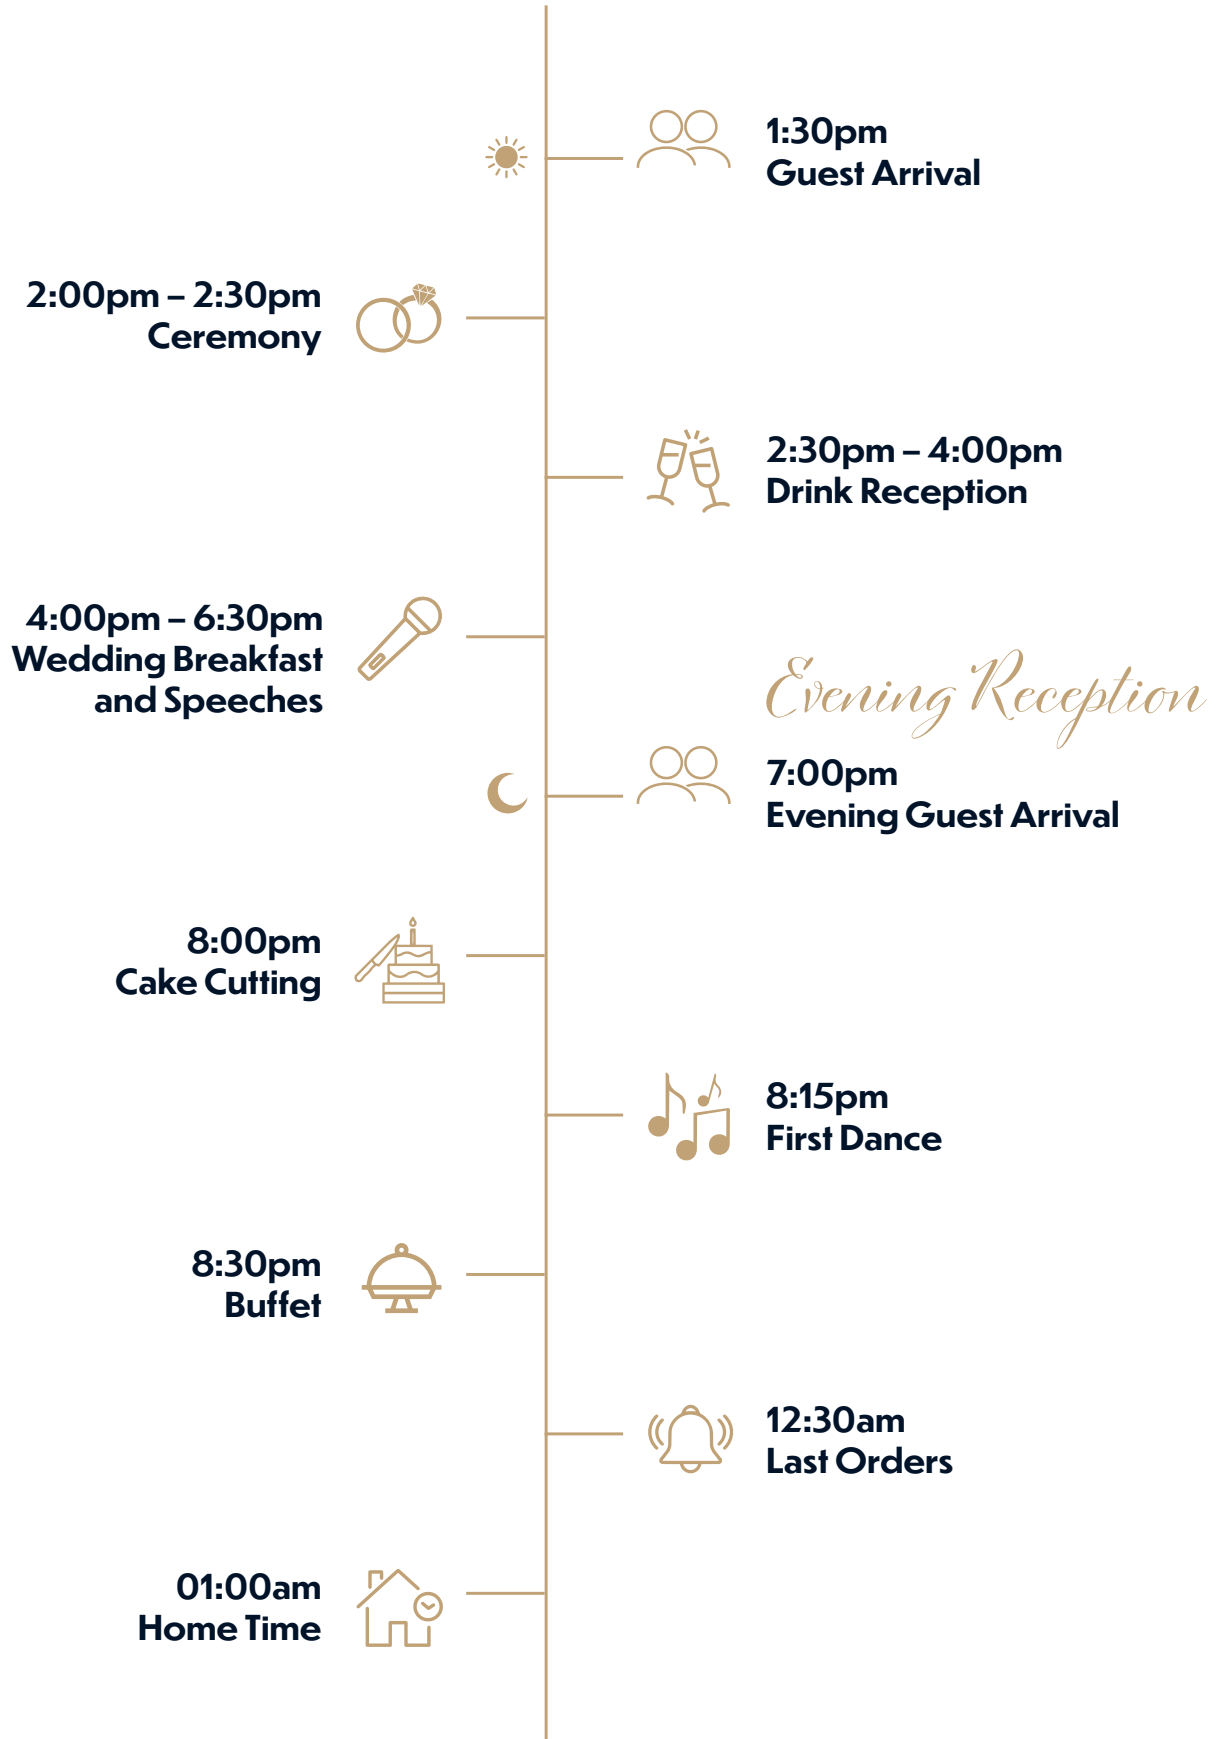 1:30pm
Guest Arrival
2:00pm – 2:30pm
Ceremony
2:30pm – 4:00pm
Drink Reception
4:00pm – 6:30pm
Wedding Breakfast
and Speeches
Evening Reception
7:00pm
Evening Guest Arrival
8:00pm
Cake Cutting
8:15pm
First Dance
8:30pm
Buffet
12:30am
Last Orders
01:00am
Home Time